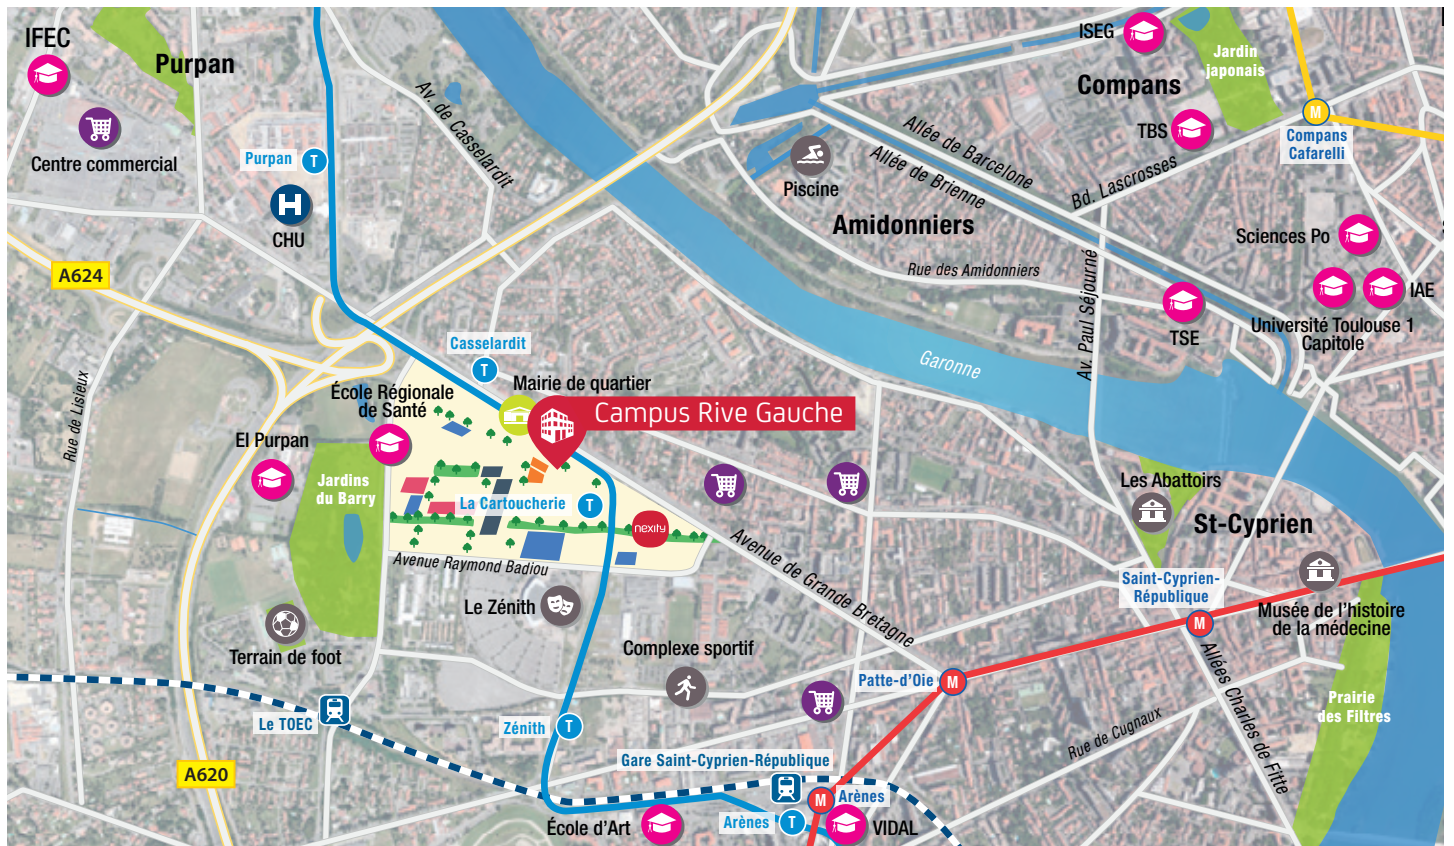 IFEC
Purpan
Centre commercial
Purpan
T
H
CHU
Av. de Casselardit
A624
Rue de Lisieux
ISEG
Compans
Jardin
japonais
TBS
M
Compans
Cafarelli
Allée de Barcelone
Allée de Brienne
Bd. Lascrosses
Piscine
Amidonniers
Rue des Amidonniers
Av. Paul Séjourné
Sciences Po
IAE
Université Toulouse 1
Capitole
TSE
Garonne
Casselardit
T
Mairie de quartier
Campus Rive Gauche
École Régionale
de Santé
El Purpan
Jardins
du Barry
La Cartoucherie
T
nexity
Avenue Raymond Badiou
Avenue de Grande Bretagne
Les Abattoirs
St-Cyprien
Saint-Cyprien-
République
M
Musée de l'histoire
de la médecine
Le Zénith
Terrain de foot
Complexe sportif
Patte-d'Oie
M
Allées Charles de Fitte
Rue de Cugnaux
Prairie
des Filtres
Le TOEC
Zénith
T
A620
Gare Saint-Cyprien-République
M
Arènes
École d'Art
Arènes
T
VIDAL